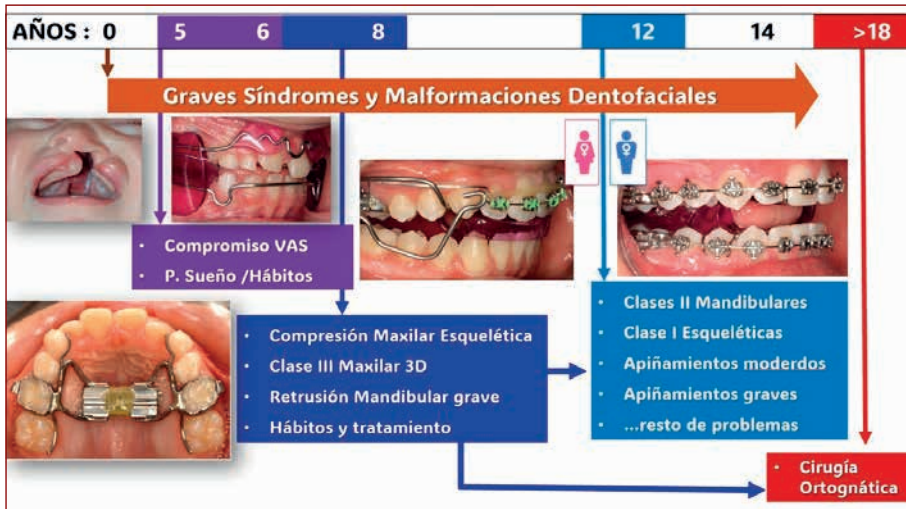 AÑOS : 0 5 6 8 12 14 >18
Graves Síndromes y Malformaciones Dentofaciales
• Compromiso VAS
• P. Sueño /Hábitos
• Compresión Maxilar Esquelética
• Clase III Maxilar 3D
• Retrusión Mandibular grave
• Hábitos y tratamiento
• Clases II Mandibulares
• Clase I Esqueléticas
• Apiñamientos moderdos
• Apiñamientos graves
• ...resto de problemas
• Cirugía
Ortognática